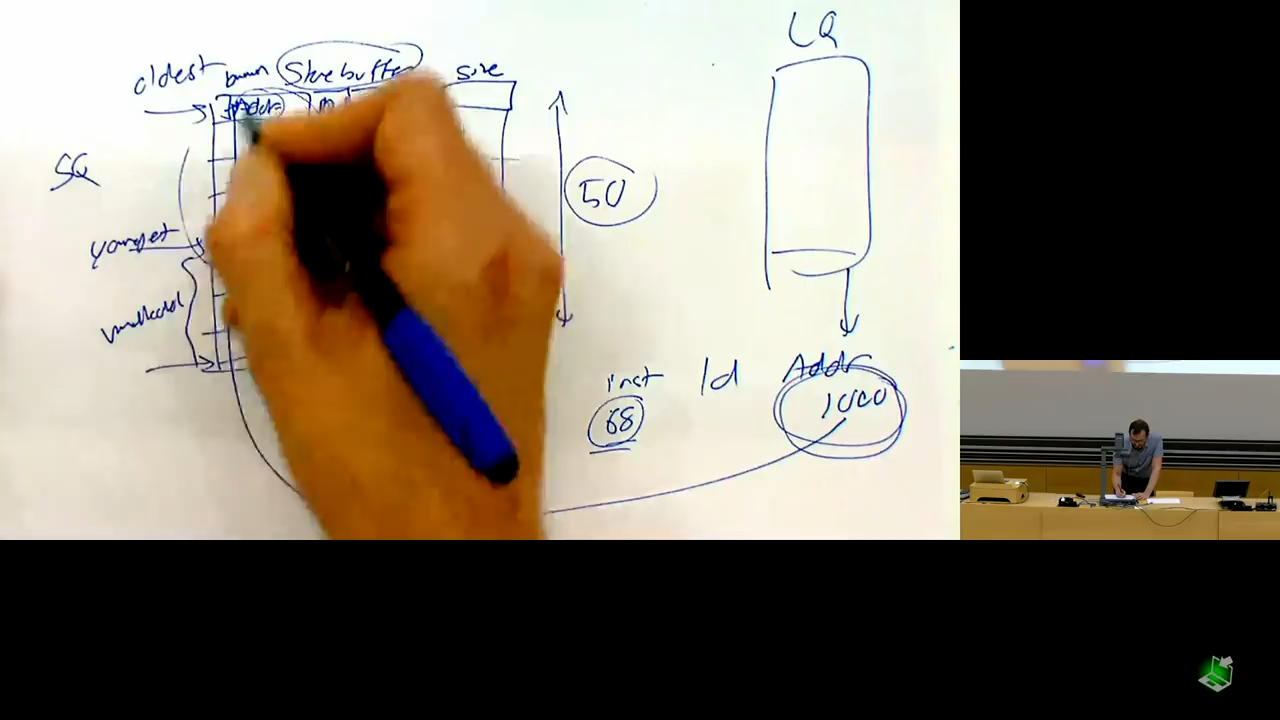 LQ
oldest Store buffer size
Addr
SQ
50
youngest
inst ld Addr
68 1000